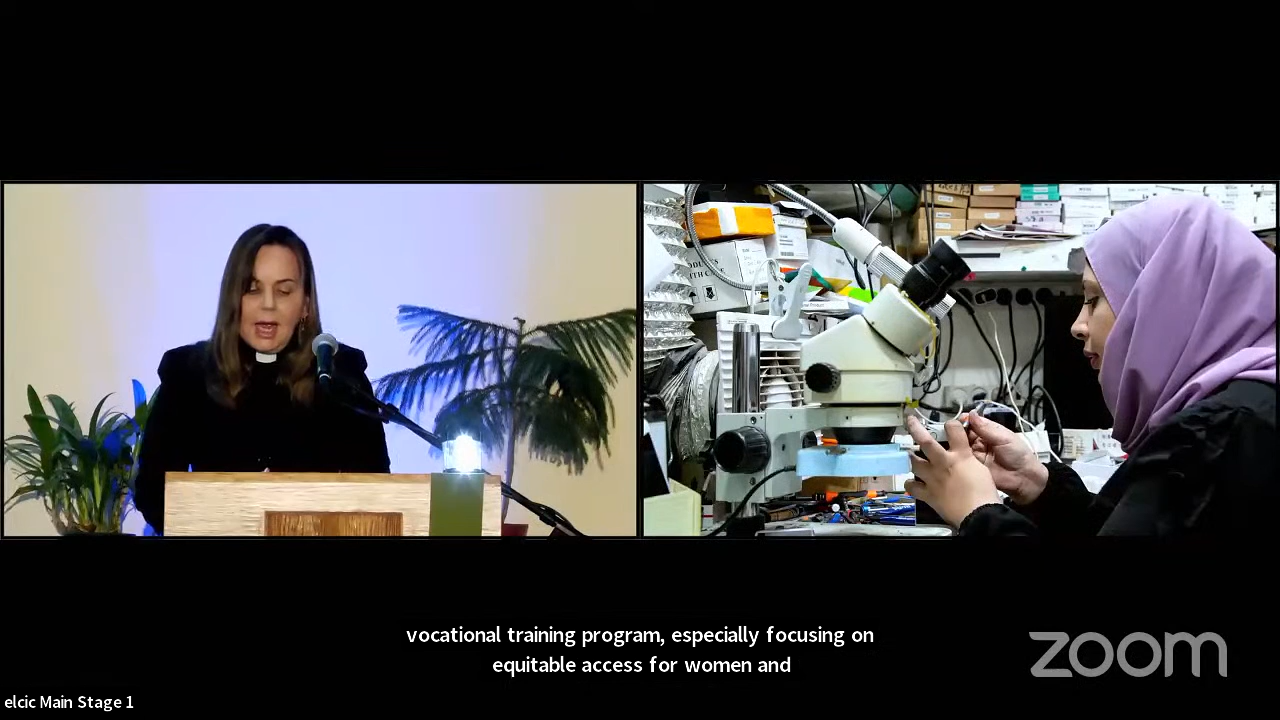 vocational training program, especially focusing on
equitable access for women and
zoom
elcic Main Stage 1